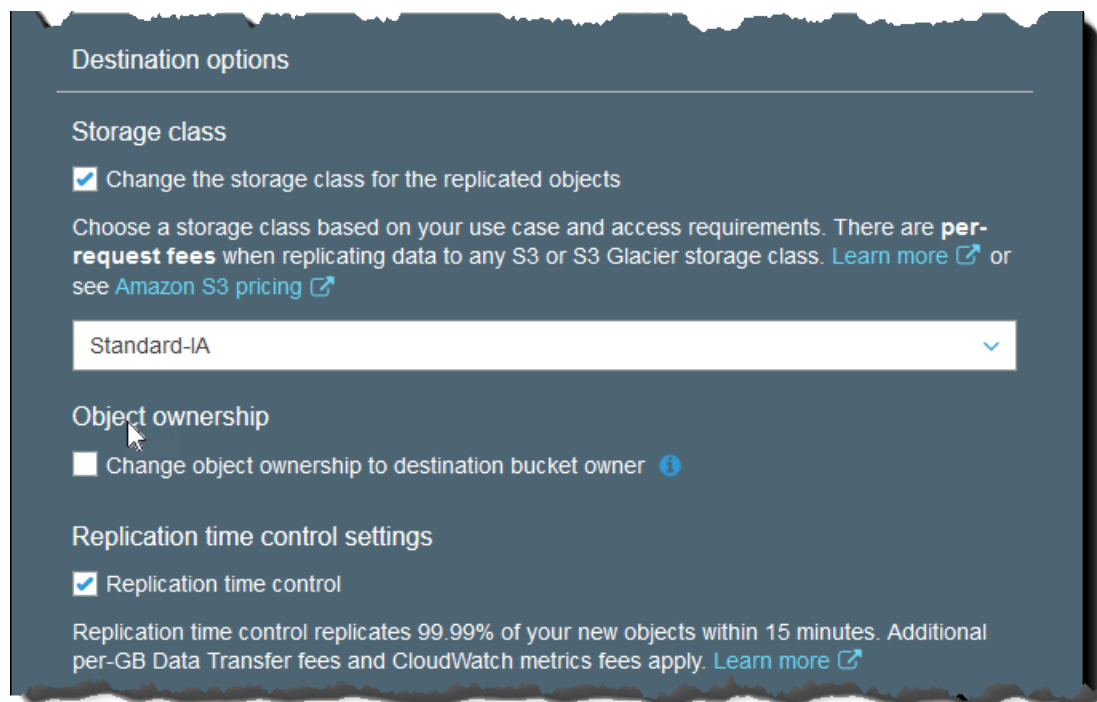 Destination options
Storage class
Change the storage class for the replicated objects
Choose a storage class based on your use case and access requirements. There are per-
request fees when replicating data to any S3 or S3 Glacier storage class. Learn more or
see Amazon S3 pricing
Standard-IA
Object ownership
Change object ownership to destination bucket owner
Replication time control settings
Replication time control
Replication time control replicates 99.99% of your new objects within 15 minutes. Additional
per-GB Data Transfer fees and CloudWatch metrics fees apply. Learn more